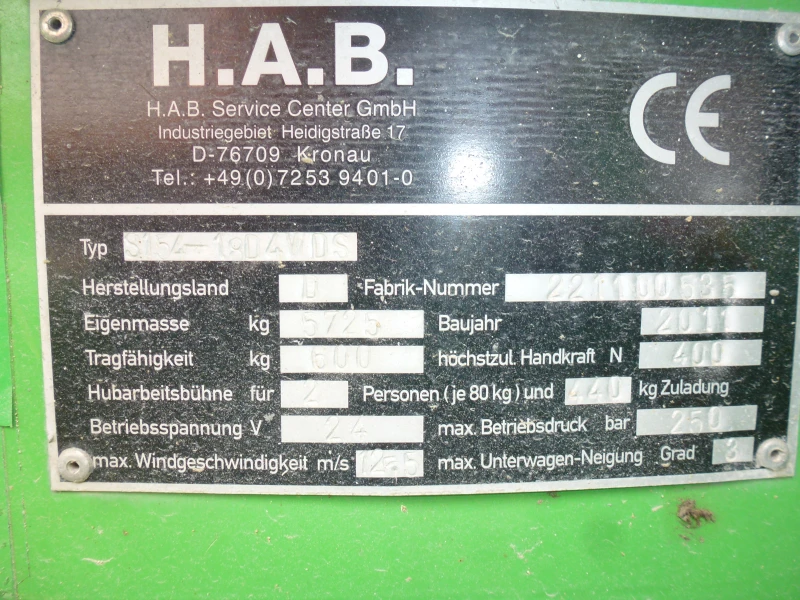 H.A.B.
CE
H.A.B. Service Center GmbH
Industriegebiet Heidigstraße 17
D-76709 Kronau
Tel.: +49(0)7253 9401-0
Typ
Herstellungsland D Fabrik-Nummer 221100535
Eigenmasse kg 5725 Baujahr 2011
Tragfähigkeit kg 600 höchstzul. Handkraft N 400
Hubarbeitsbühne für 2 Personen (je 80 kg) und 440 kg Zuladung
Betriebsspannung V 24 max. Betriebsdruck bar 250
max. Windgeschwindigkeit m/s 12.5 max. Unterwagen-Neigung Grad 3